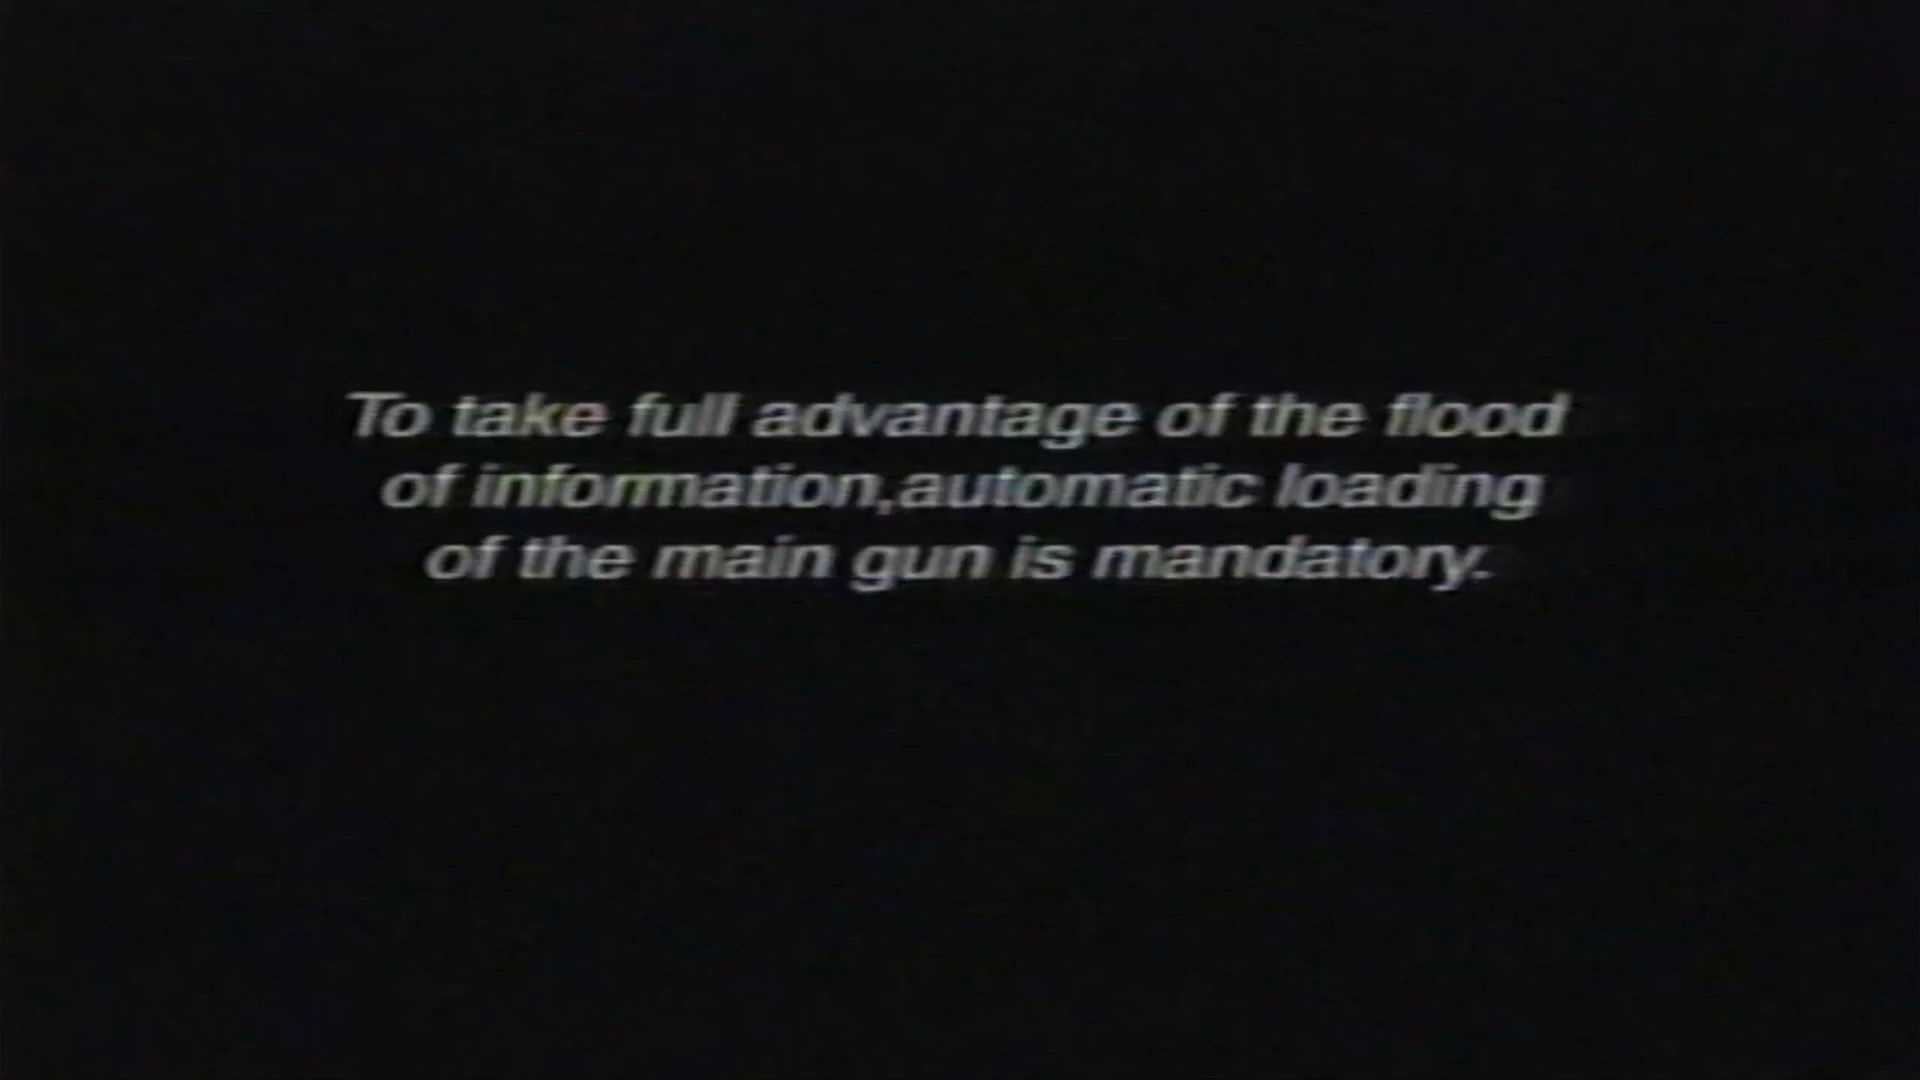 To take full advantage of the flood
of information,automatic loading
of the main gun is mandatory.